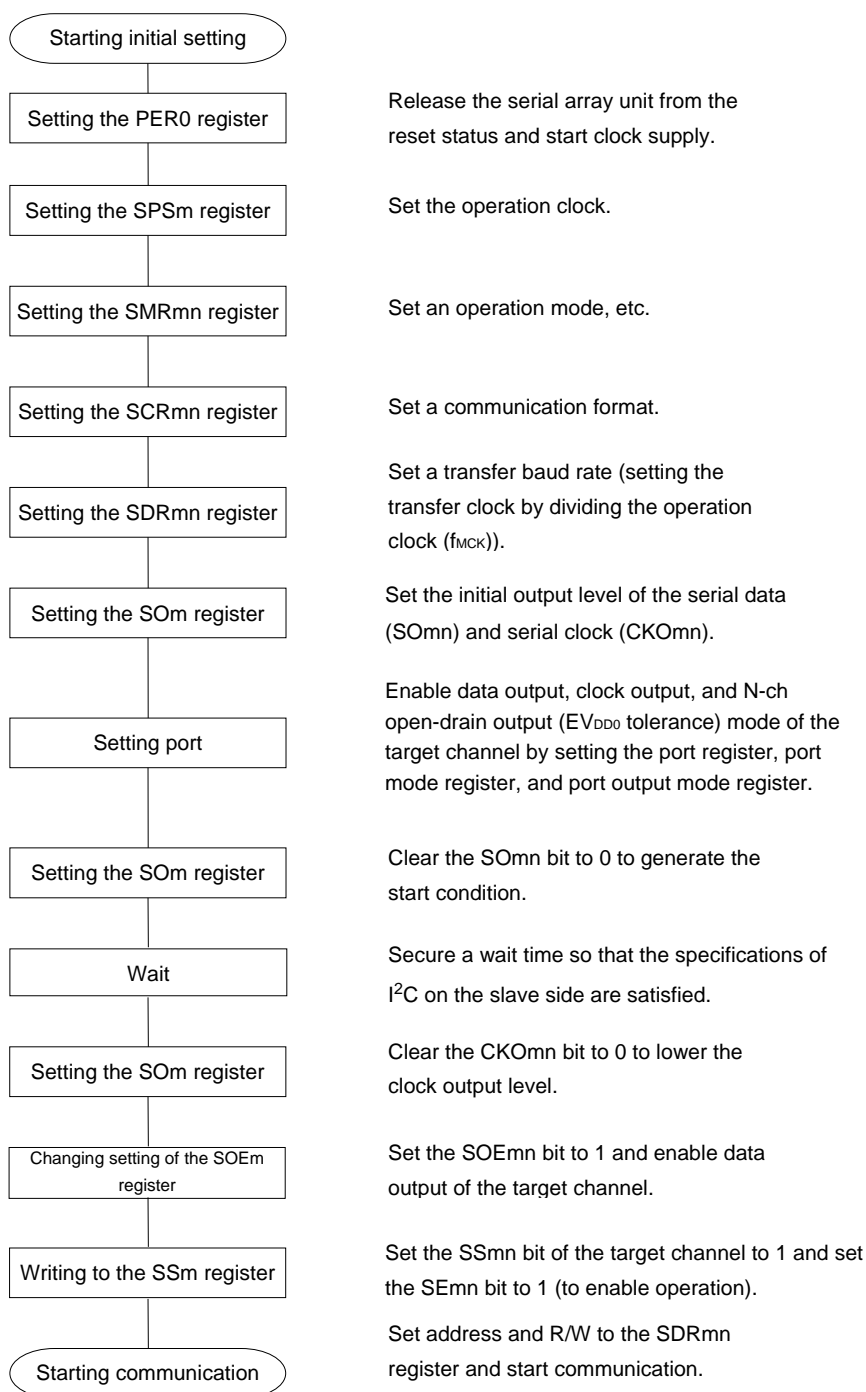 Starting initial setting
Setting the PER0 register
Release the serial array unit from the
reset status and start clock supply.
Setting the SPSm register
Set the operation clock.
Setting the SMRmn register
Set an operation mode, etc.
Setting the SCRmn register
Set a communication format.
Setting the SDRmn register
Set a transfer baud rate (setting the
transfer clock by dividing the operation
clock (fMCK)).
Setting the SOm register
Set the initial output level of the serial data
(SOmn) and serial clock (CKOmn).
Setting port
Enable data output, clock output, and N-ch
open-drain output (EVDD0 tolerance) mode of the
target channel by setting the port register, port
mode register, and port output mode register.
Setting the SOm register
Clear the SOmn bit to 0 to generate the
start condition.
Wait
Secure a wait time so that the specifications of
I2C on the slave side are satisfied.
Setting the SOm register
Clear the CKOmn bit to 0 to lower the
clock output level.
Changing setting of the SOEm
register
Set the SOEmn bit to 1 and enable data
output of the target channel.
Writing to the SSm register
Set the SSmn bit of the target channel to 1 and set
the SEmn bit to 1 (to enable operation).
Starting communication
Set address and R/W to the SDRmn
register and start communication.